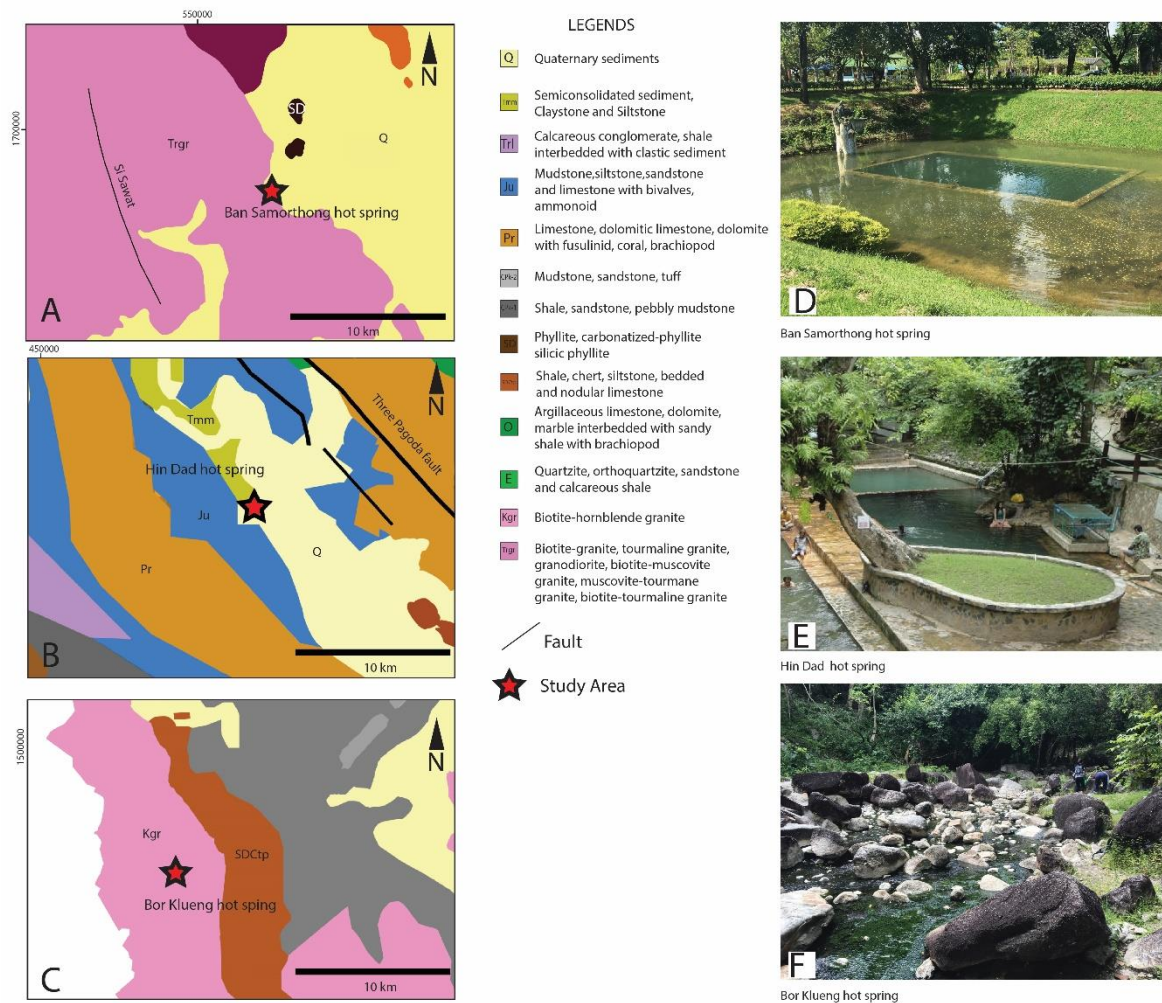 550000
1700000
N
SD
Trgr
Q
Si Sawat
Ban Samorthong hot spring
A
10 km
450000
N
Tmm
Three Pagoda fault
Hin Dad hot spring
Ju
Q
Pr
B
10 km
1500000
N
Kgr
SDCtp
Bor Klueng hot sping
C
10 km
LEGENDS
Q Quaternary sediments
Tmm Semiconsolidated sediment,
Claystone and Siltstone
Trl Calcareous conglomerate, shale
interbedded with clastic sediment
Ju Mudstone,siltstone,sandstone
and limestone with bivalves,
ammonoid
Pr Limestone, dolomitic limestone, dolomite
with fusulinid, coral, brachiopod
Mudstone, sandstone, tuff
Shale, sandstone, pebbly mudstone
SD Phyllite, carbonatized-phyllite
silicic phyllite
Shale, chert, siltstone, bedded
and nodular limestone
O Argillaceous limestone, dolomite,
marble interbedded with sandy
shale with brachiopod
E Quartzite, orthoquartzite, sandstone
and calcareous shale
Kgr Biotite-hornblende granite
Trgr Biotite-granite, tourmaline granite,
granodiorite, biotite-muscovite
granite, muscovite-tourmane
granite, biotite-tourmaline granite
Fault
Study Area
D
Ban Samorthong hot spring
E
Hin Dad hot spring
F
Bor Klueng hot spring